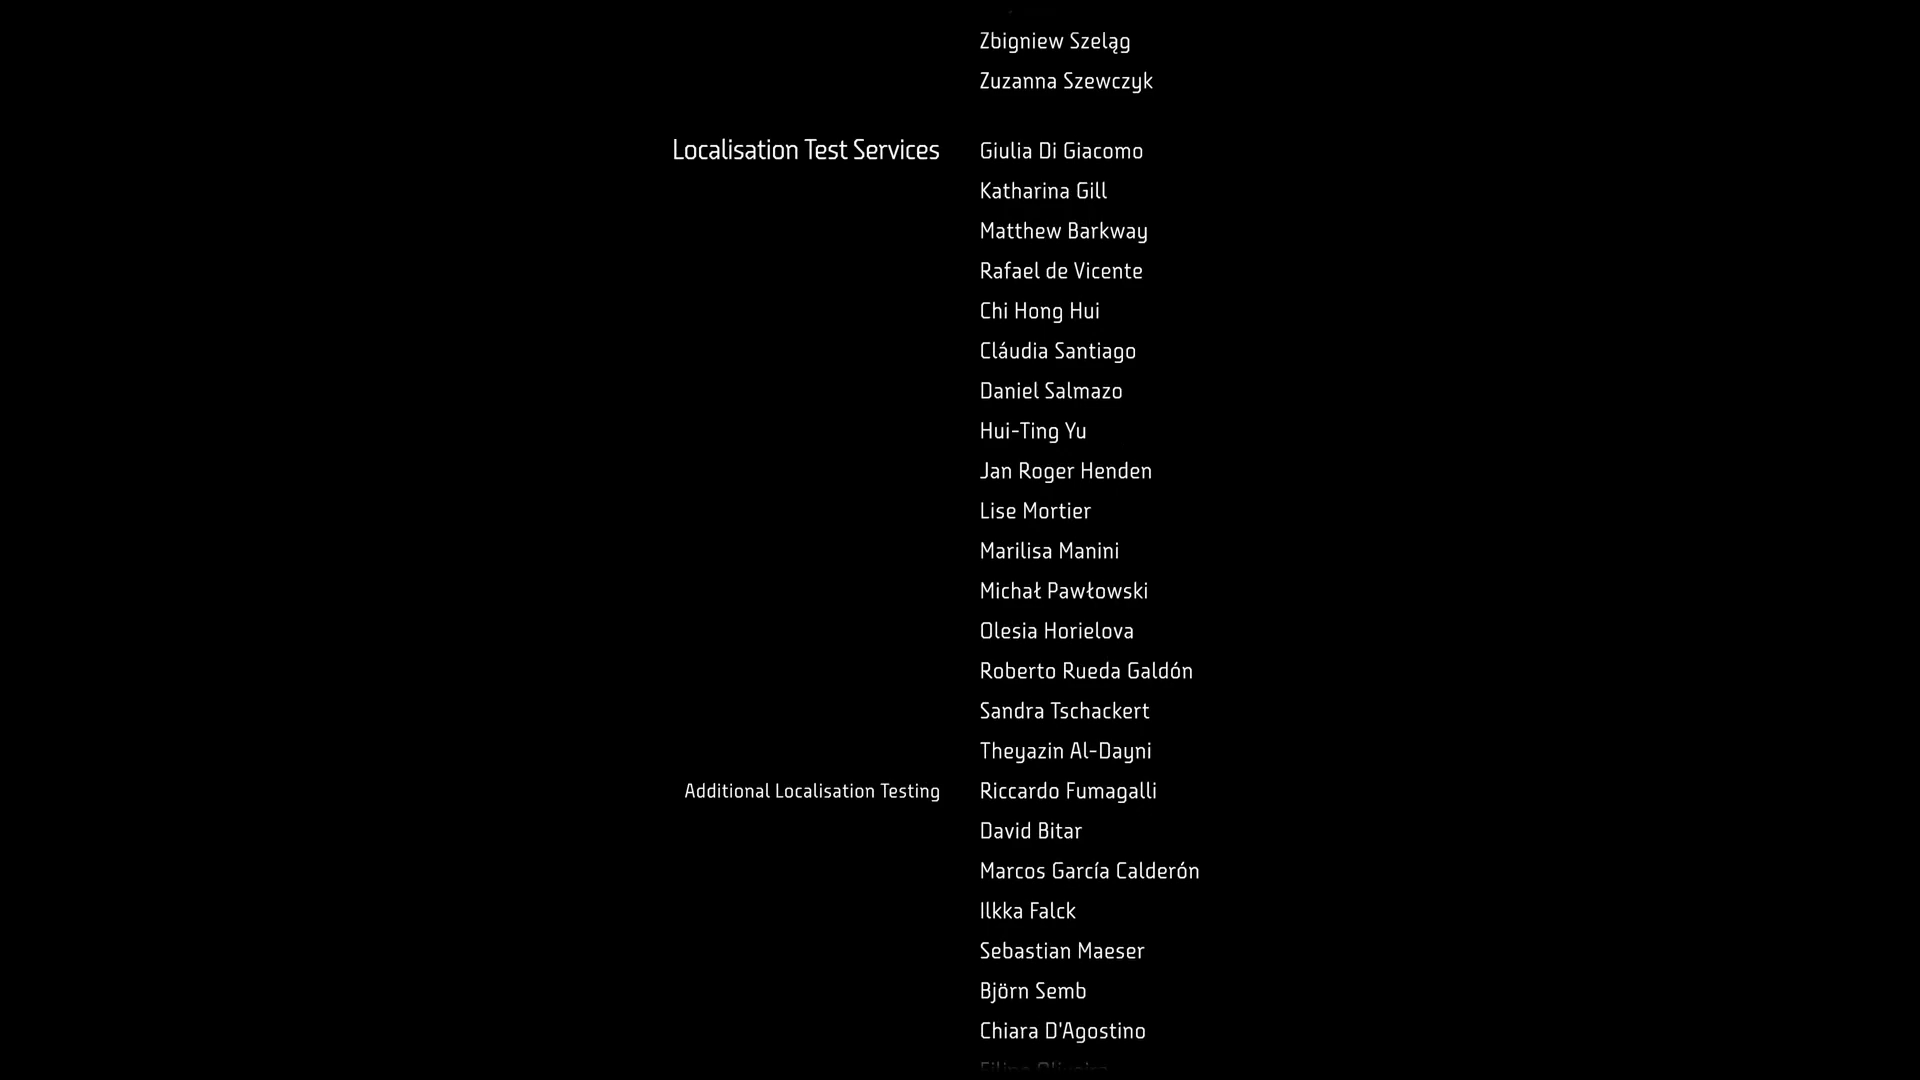 Zbigniew Szeląg
Zuzanna Szewczyk
Localisation Test Services Giulia Di Giacomo
Katharina Gill
Matthew Barkway
Rafael de Vicente
Chi Hong Hui
Cláudia Santiago
Daniel Salmazo
Hui-Ting Yu
Jan Roger Henden
Lise Mortier
Marilisa Manini
Michał Pawłowski
Olesia Horielova
Roberto Rueda Galdón
Sandra Tschackert
Theyazin Al-Dayni
Additional Localisation Testing Riccardo Fumagalli
David Bitar
Marcos García Calderón
Ilkka Falck
Sebastian Maeser
Björn Semb
Chiara D'Agostino